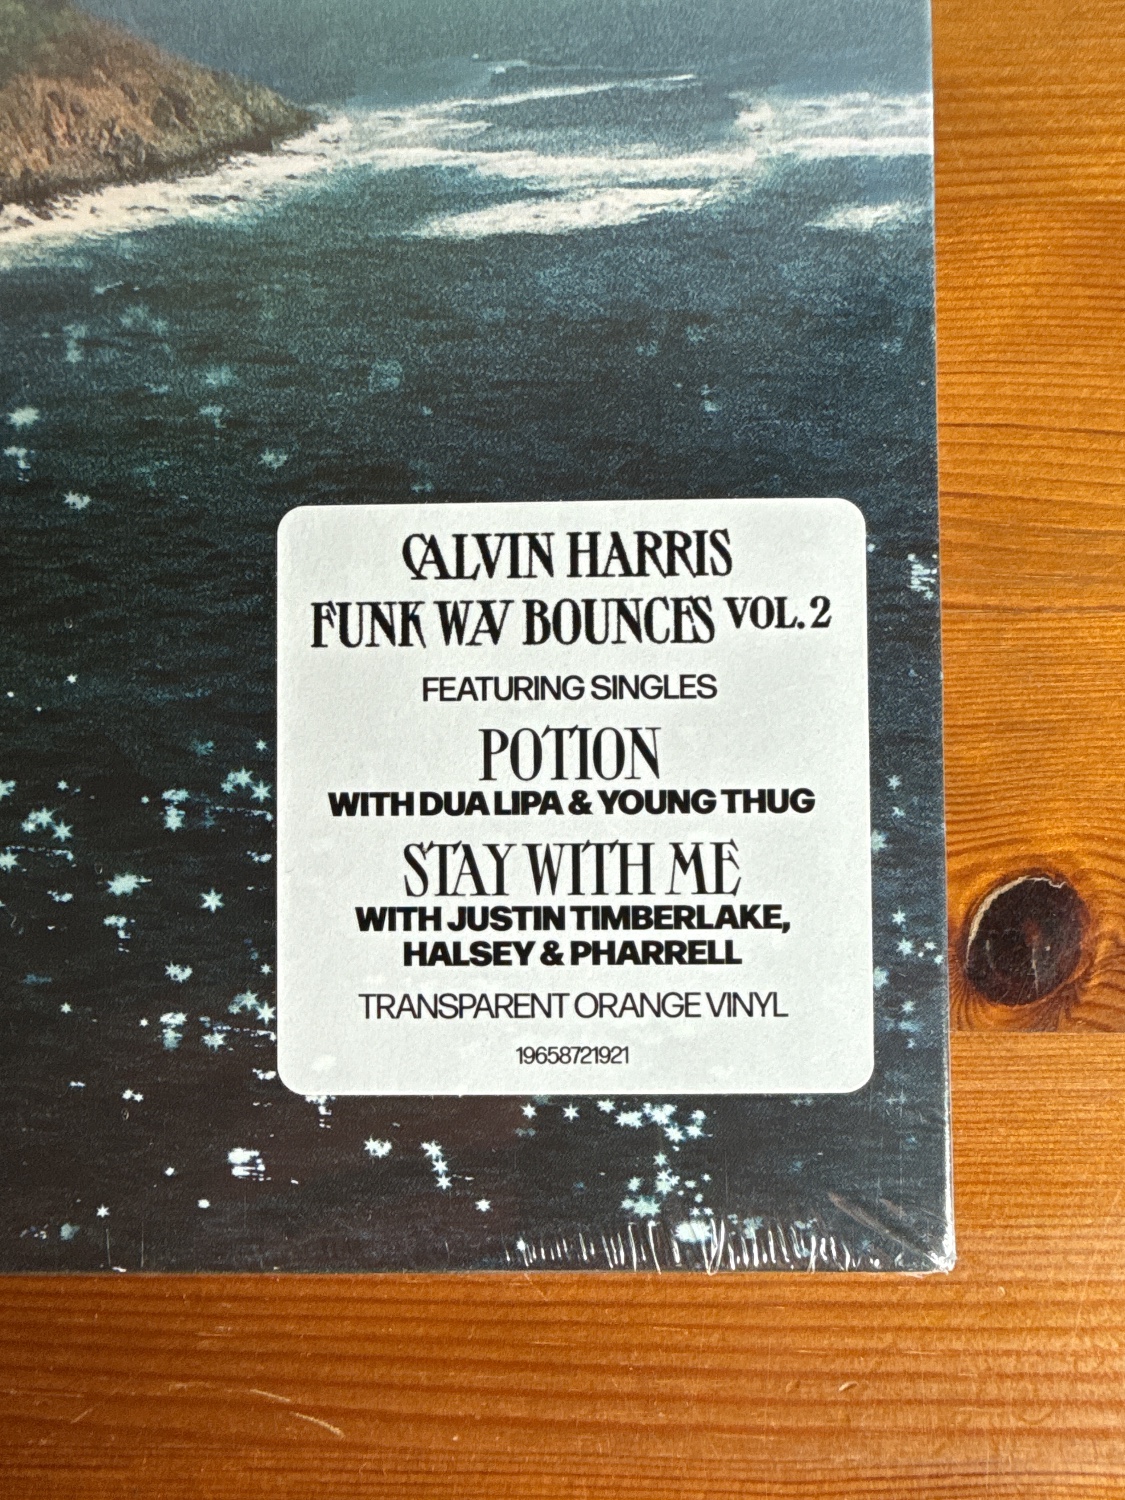 CALVIN HARRIS
FUNK WAV BOUNCES VOL. 2
FEATURING SINGLES
POTION
WITH DUA LIPA & YOUNG THUG
STAY WITH ME
WITH JUSTIN TIMBERLAKE,
HALSEY & PHARRELL
TRANSPARENT ORANGE VINYL
19658721921